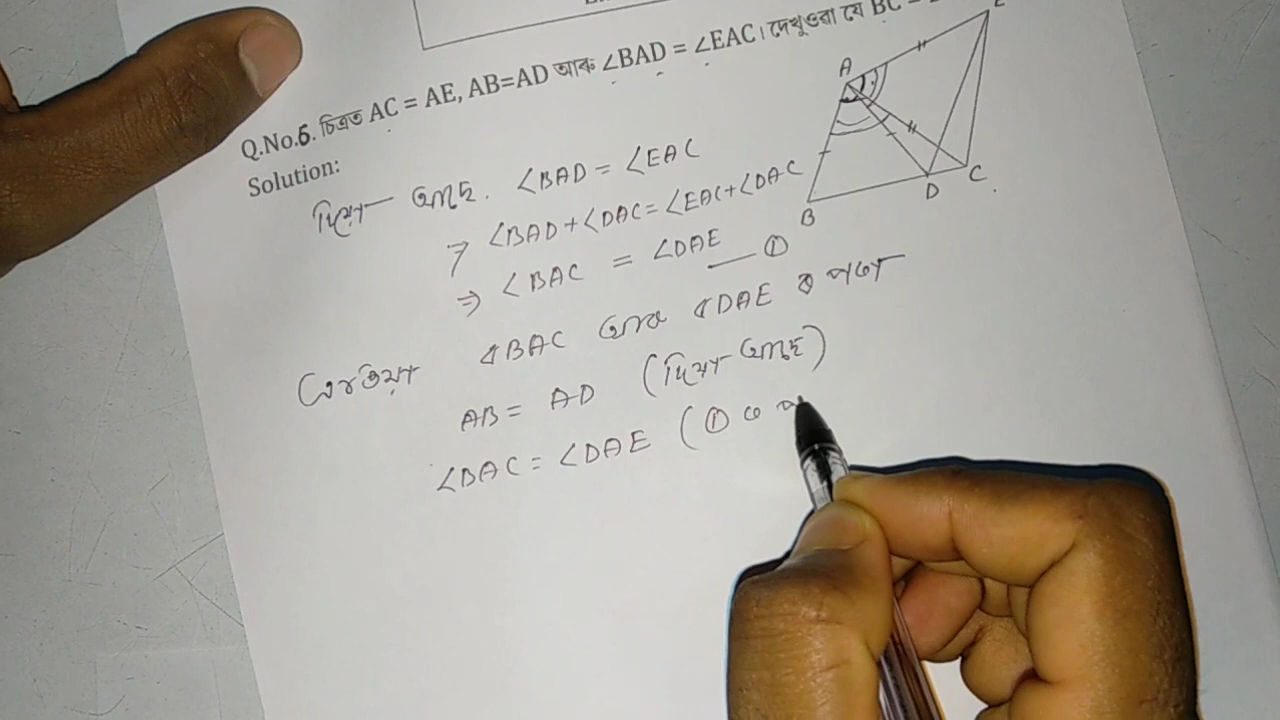 Q.No.6. চিত্ৰত AC = AE, AB=AD আৰু ∠BAD = ∠EAC। দেখুওৱা যে BC =
Solution:
দিয়া আছে. ∠BAD = ∠EAC
⇒ ∠BAD + ∠DAC = ∠EAC + ∠DAC
⇒ ∠BAC = ∠DAE — ①
△BAC আৰু △DAE ৰ পৰা
AB = AD (দিয়া আছে)
∠BAC = ∠DAE (①
A
B
D
C